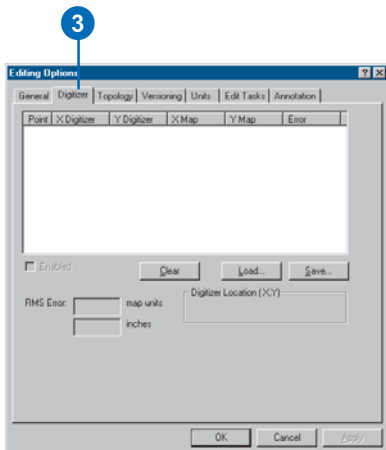 3
Editing Options
General Digitizer Topology Versioning Units Edit Tasks Annotation
Point X Digitizer Y Digitizer X Map Y Map Error
Enabled Clear Load... Save...
RMS Error: map units Digitizer Location (X,Y)
inches
OK Cancel Apply